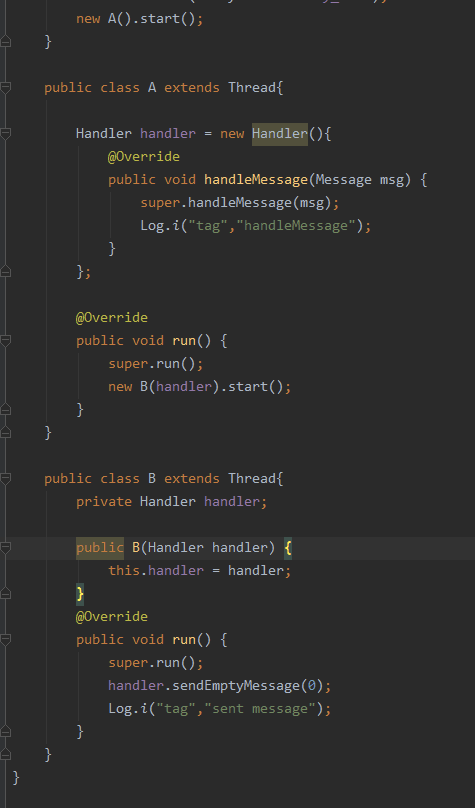 new A().start();
}
public class A extends Thread{
Handler handler = new Handler(){
@Override
public void handleMessage(Message msg) {
super.handleMessage(msg);
Log.i("tag","handleMessage");
}
};
@Override
public void run() {
super.run();
new B(handler).start();
}
}
public class B extends Thread{
private Handler handler;
public B(Handler handler) {
this.handler = handler;
}
@Override
public void run() {
super.run();
handler.sendEmptyMessage(0);
Log.i("tag","sent message");
}
}
}